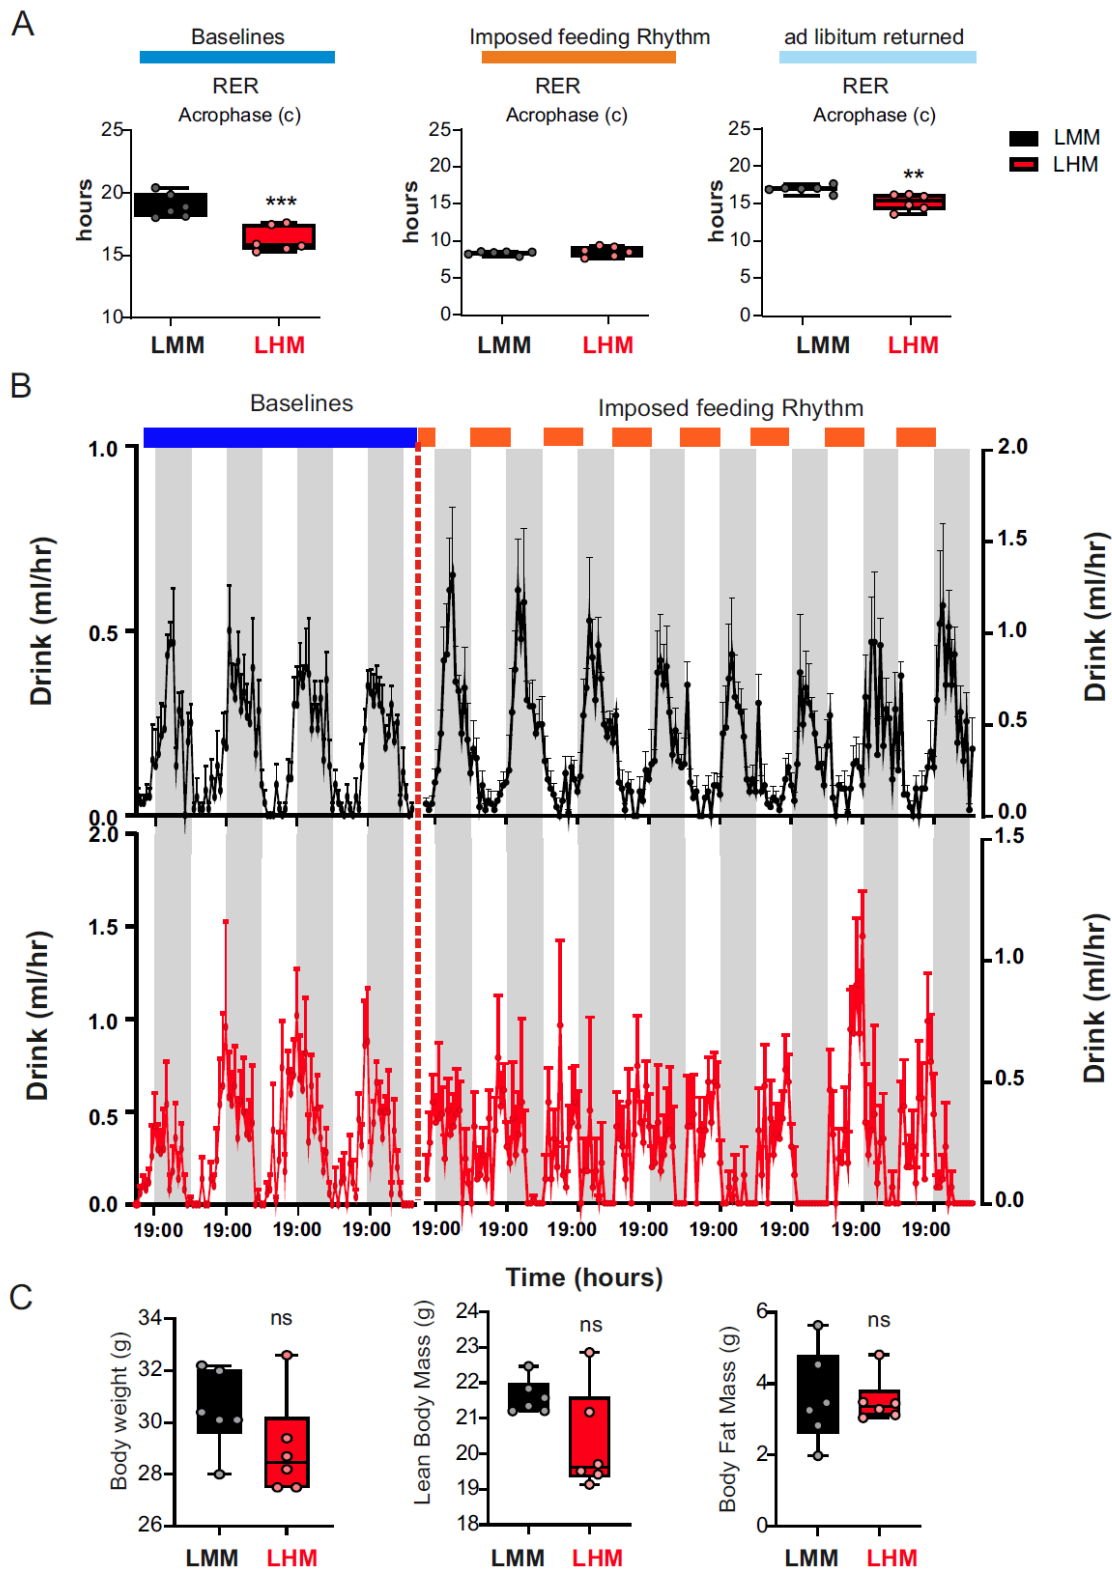 A
Baselines
Imposed feeding Rhythm
ad libitum returned
RER
Acrophase (c)
RER
Acrophase (c)
RER
Acrophase (c)
LMM
LHM
hours
25
20
15
10
***
LMM
LHM
hours
25
20
15
10
5
0
LMM
LHM
hours
25
20
15
10
5
0
**
LMM
LHM
B
Baselines
Imposed feeding Rhythm
Drink (ml/hr)
1.0
0.5
0.0
2.0
1.5
1.0
0.5
0.0
Drink (ml/hr)
Drink (ml/hr)
2.0
1.5
1.0
0.5
0.0
1.5
1.0
0.5
0.0
Drink (ml/hr)
19:00 19:00 19:00 19:00 19:00 19:00 19:00 19:00 19:00 19:00 19:00 19:00
Time (hours)
C
Body weight (g)
34
32
30
28
26
ns
LMM
LHM
Lean Body Mass (g)
24
23
22
21
20
19
18
ns
LMM
LHM
Body Fat Mass (g)
6
4
2
0
ns
LMM
LHM